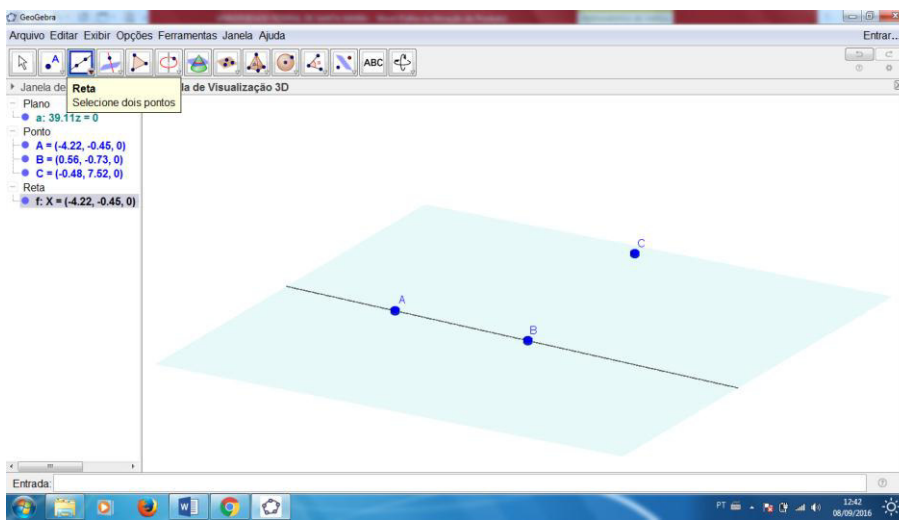 GeoGebra
Arquivo Editar Exibir Opções Ferramentas Janela Ajuda
Entrar...
ABC
Janela de
la de Visualização 3D
Reta
Selecione dois pontos
Plano
a: 39.11z = 0
Ponto
A = (-4.22, -0.45, 0)
B = (0.56, -0.73, 0)
C = (-0.48, 7.52, 0)
Reta
f: X = (-4.22, -0.45, 0)
C
A
B
Entrada:
PT
12:42
08/09/2016